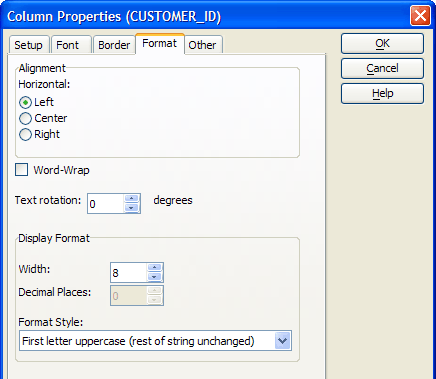 Column Properties (CUSTOMER_ID)
Setup Font Border Format Other
OK
Cancel
Help
Alignment
Horizontal:
Left
Center
Right
Word-Wrap
Text rotation: 0 degrees
Display Format
Width: 8
Decimal Places: 0
Format Style:
First letter uppercase (rest of string unchanged)